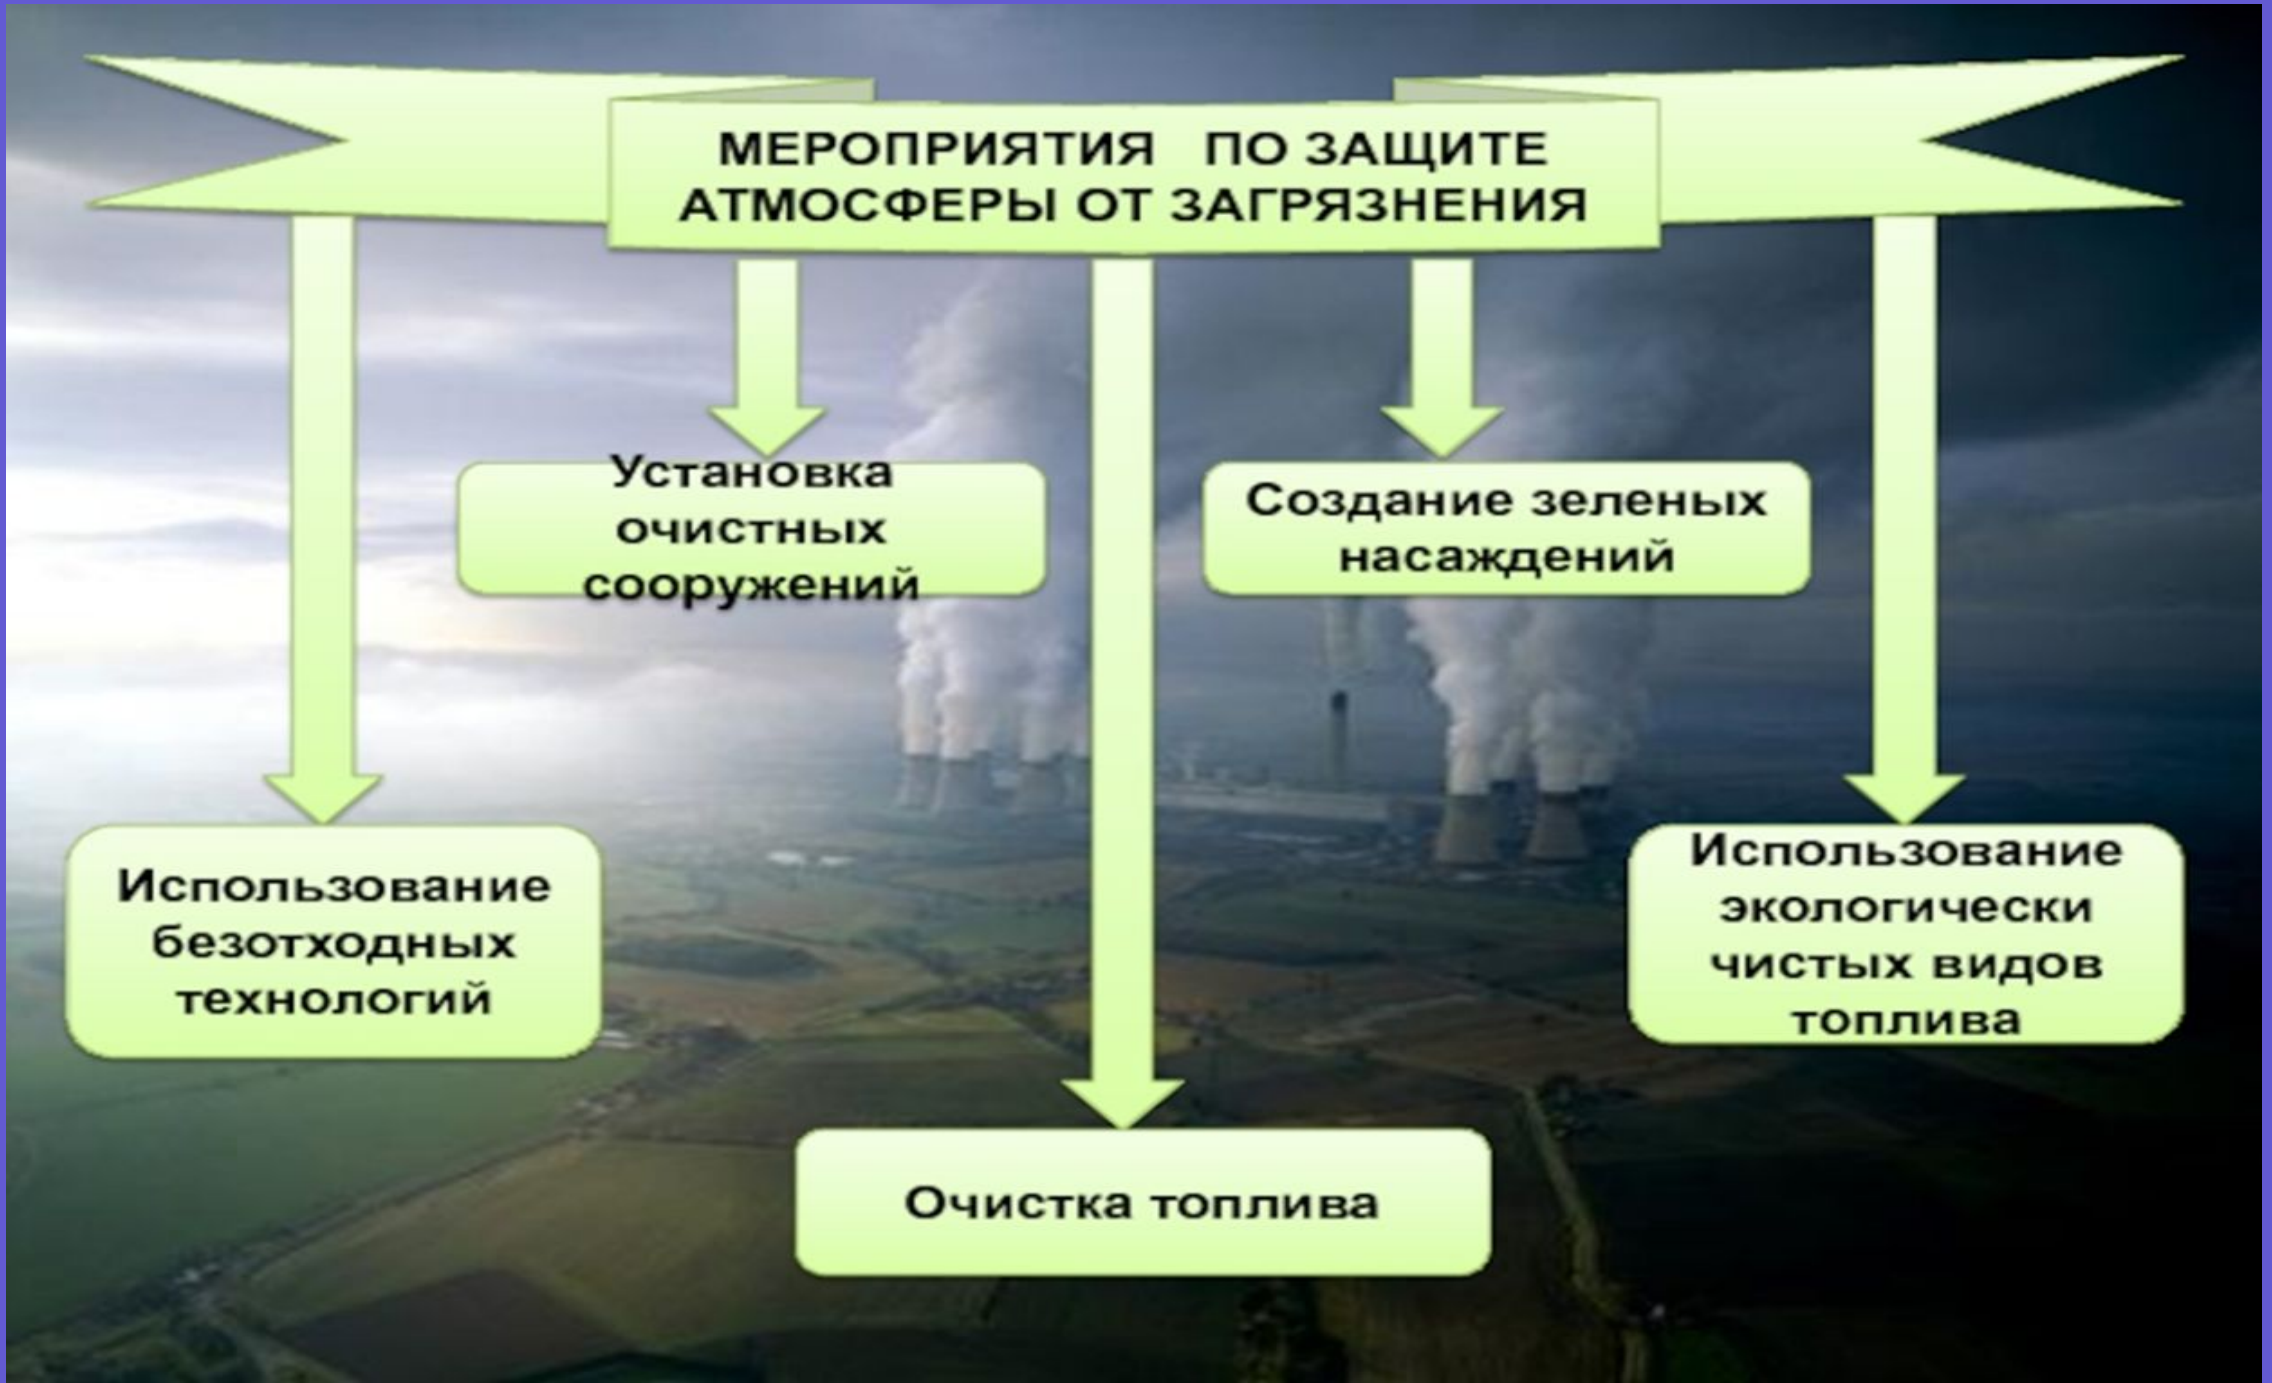 МЕРОПРИЯТИЯ ПО ЗАЩИТЕ
АТМОСФЕРЫ ОТ ЗАГРЯЗНЕНИЯ
Установка
очистных
сооружений
Создание зеленых
насаждений
Использование
безотходных
технологий
Использование
экологически
чистых видов
топлива
Очистка топлива